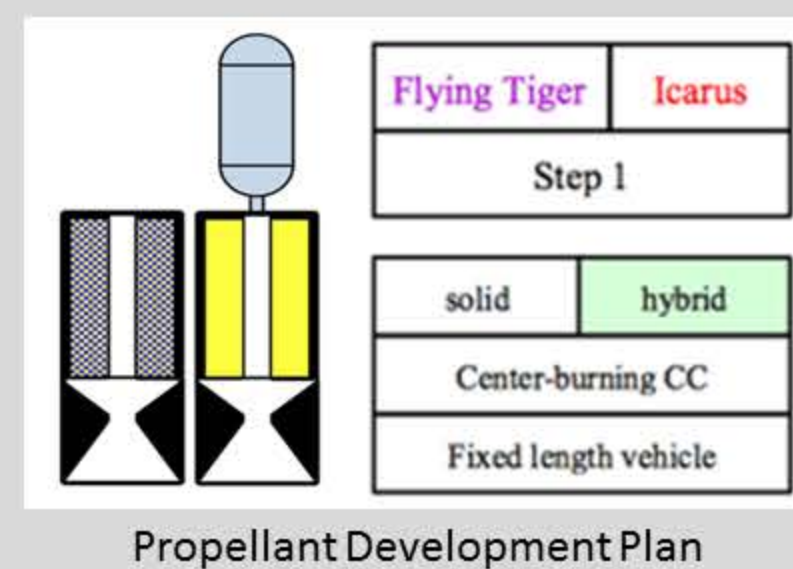 Flying Tiger Icarus
Step 1
solid hybrid
Center-burning CC
Fixed length vehicle
Propellant Development Plan